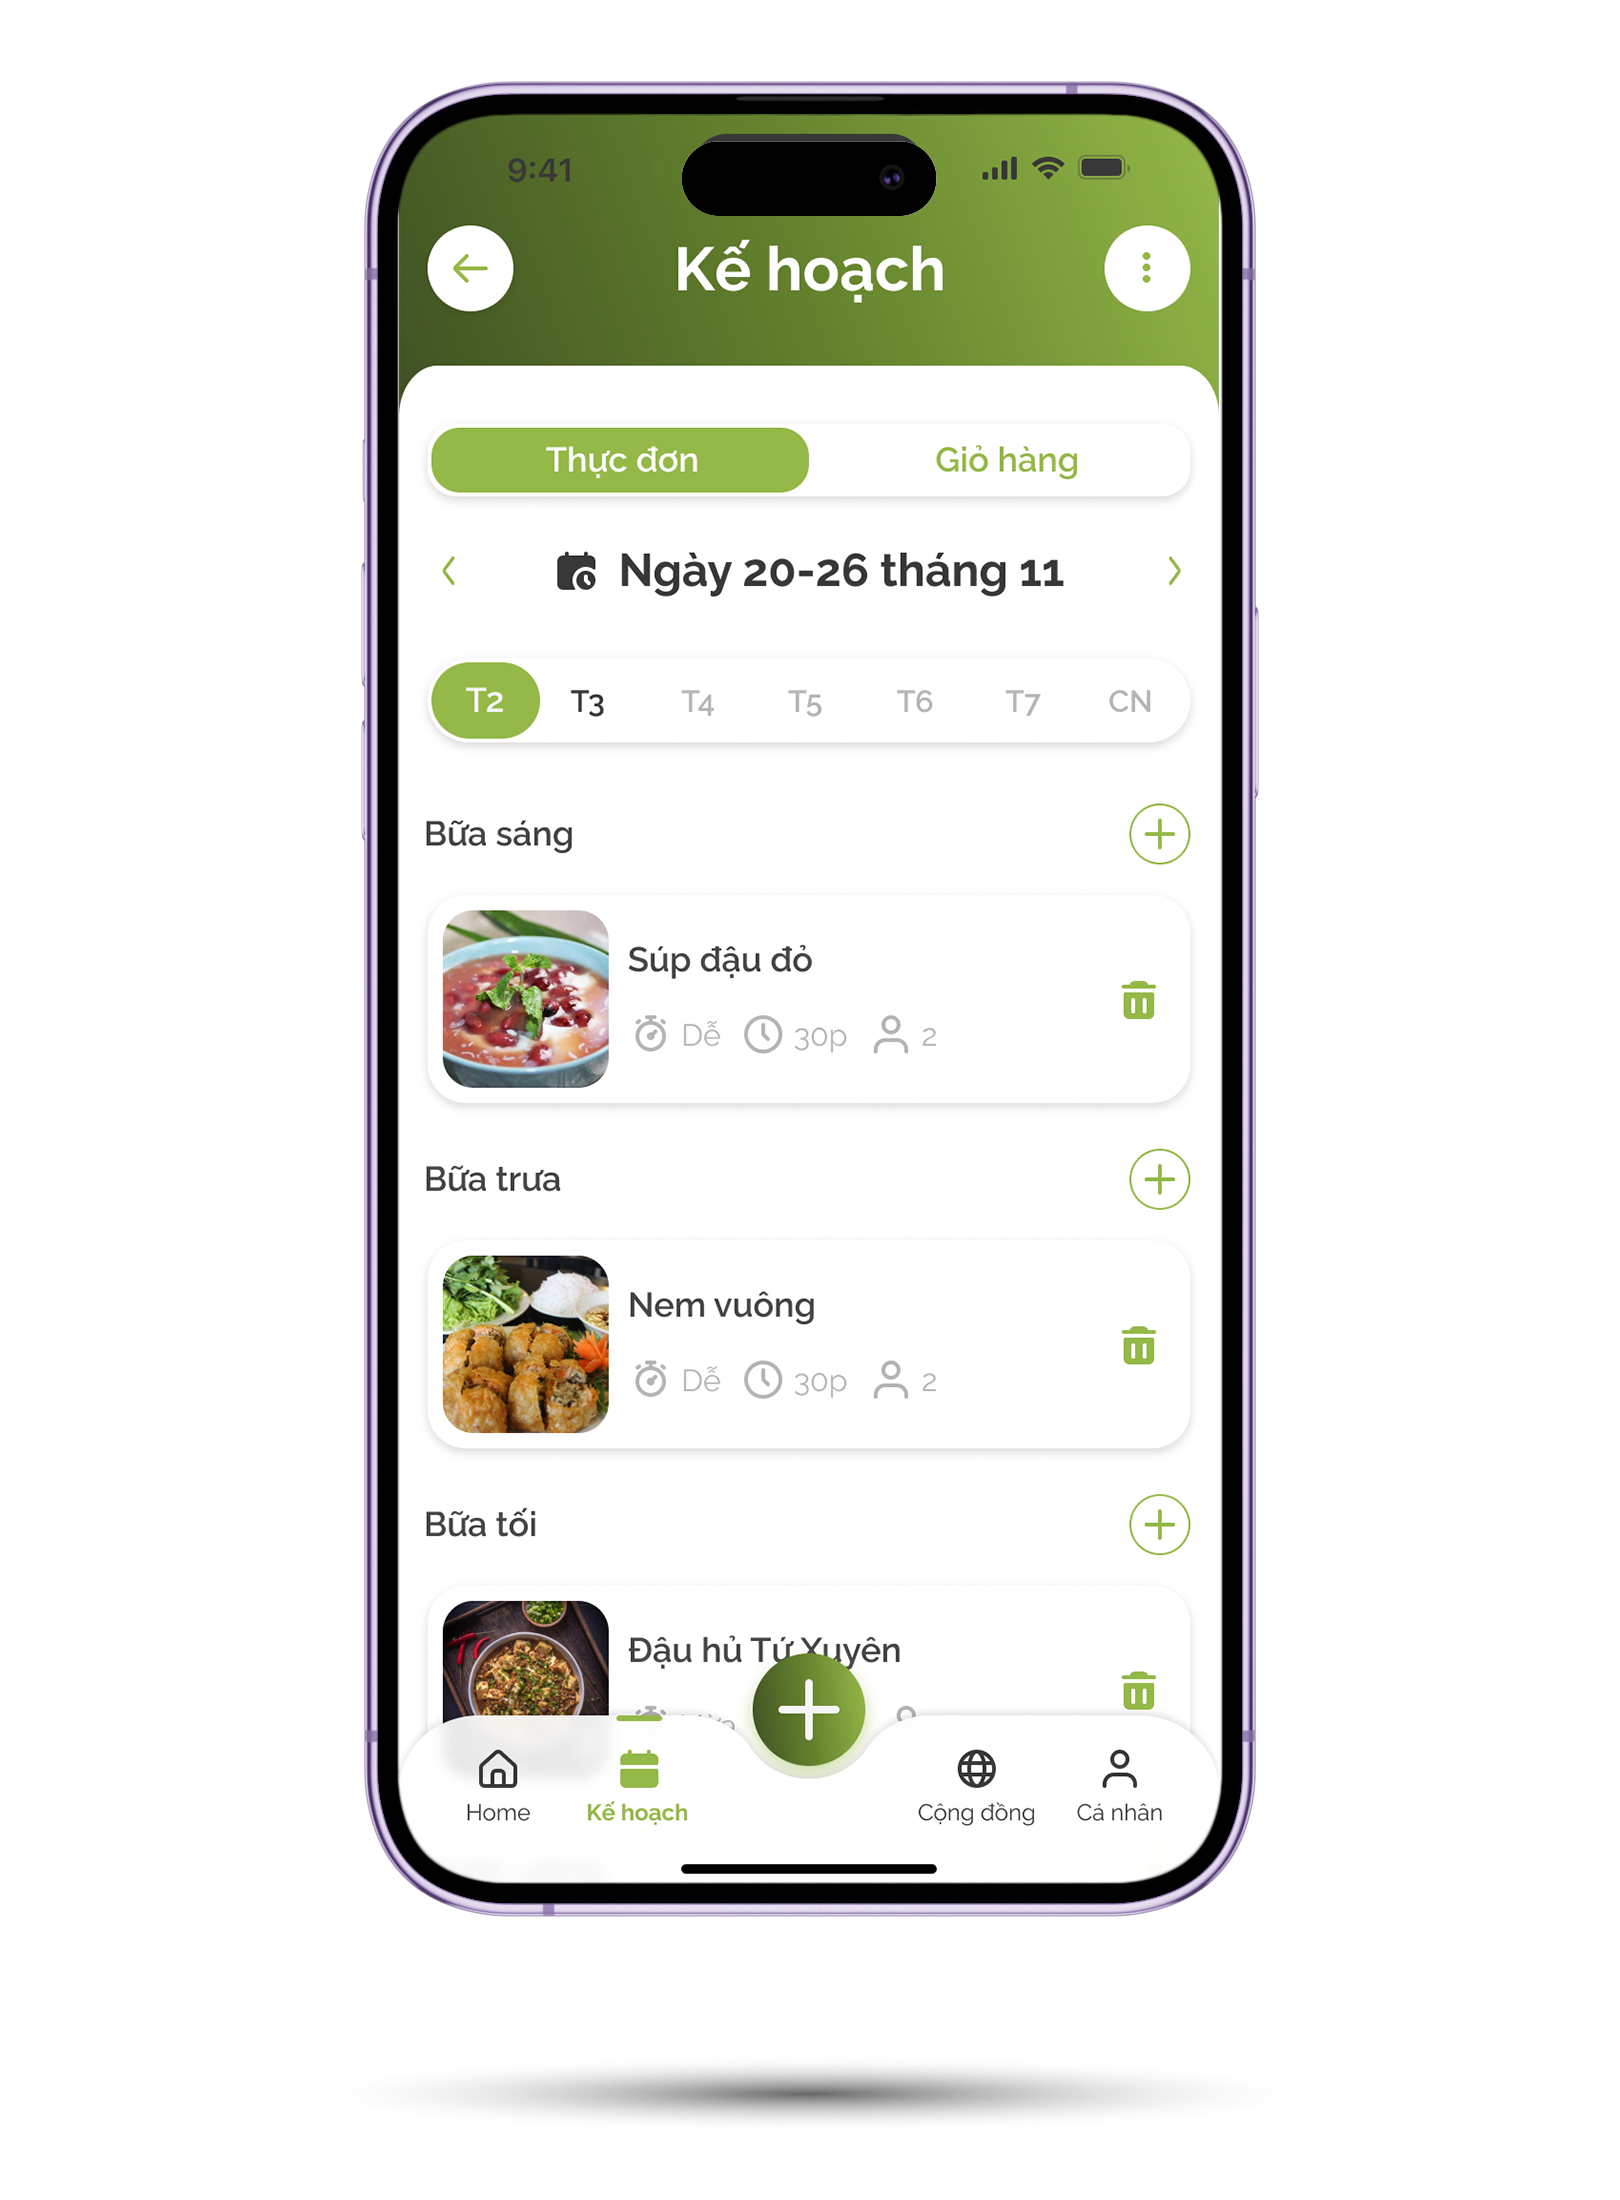 9:41
Kế hoạch
Thực đơn Giỏ hàng
Ngày 20-26 tháng 11
T2 T3 T4 T5 T6 T7 CN
Bữa sáng
Súp đậu đỏ
Dễ 30p 2
Bữa trưa
Nem vuông
Dễ 30p 2
Bữa tối
Đậu hủ Tứ Xuyên
Home Kế hoạch Cộng đồng Cá nhân